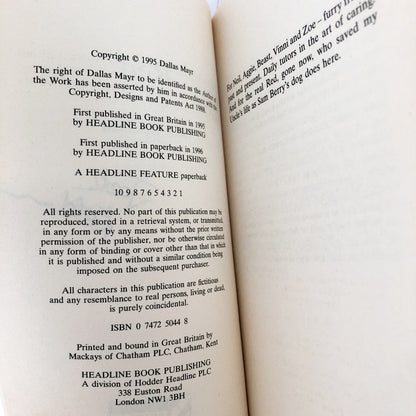 Copyright © 1995 Dallas Mayr
The right of Dallas Mayr to be identified as the Author of
the Work has been asserted by him in accordance with the
Copyright, Designs and Patents Act 1988.
First published in Great Britain in 1995
by HEADLINE BOOK PUBLISHING
First published in paperback in 1996
by HEADLINE BOOK PUBLISHING
A HEADLINE FEATURE paperback
10 9 8 7 6 5 4 3 2 1
All rights reserved. No part of this publication may be
reproduced, stored in a retrieval system, or transmitted,
in any form or by any means without the prior written
permission of the publisher, nor be otherwise circulated
in any form of binding or cover other than that in which
it is published and without a similar condition being
imposed on the subsequent purchaser.
All characters in this publication are fictitious
and any resemblance to real persons, living or dead,
is purely coincidental.
ISBN 0 7472 5044 8
Printed and bound in Great Britain by
Mackays of Chatham PLC, Chatham, Kent
HEADLINE BOOK PUBLISHING
A division of Hodder Headline PLC
338 Euston Road
London NW1 3BH
For Neil, Aggie, Beast, Vinni and Zoe – furry
past and present. Daily tutors in the art of caring.
And for the real Red, gone now, who saved my
Uncle's life as Sam Berry's dog does here.